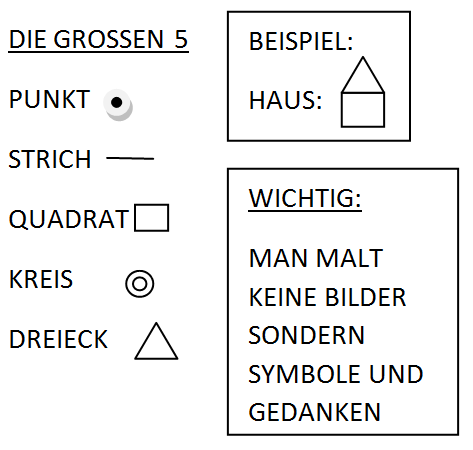 DIE GROSSEN 5
PUNKT
STRICH
QUADRAT
KREIS
DREIECK
BEISPIEL:
HAUS:
WICHTIG:
MAN MALT
KEINE BILDER
SONDERN
SYMBOLE UND
GEDANKEN